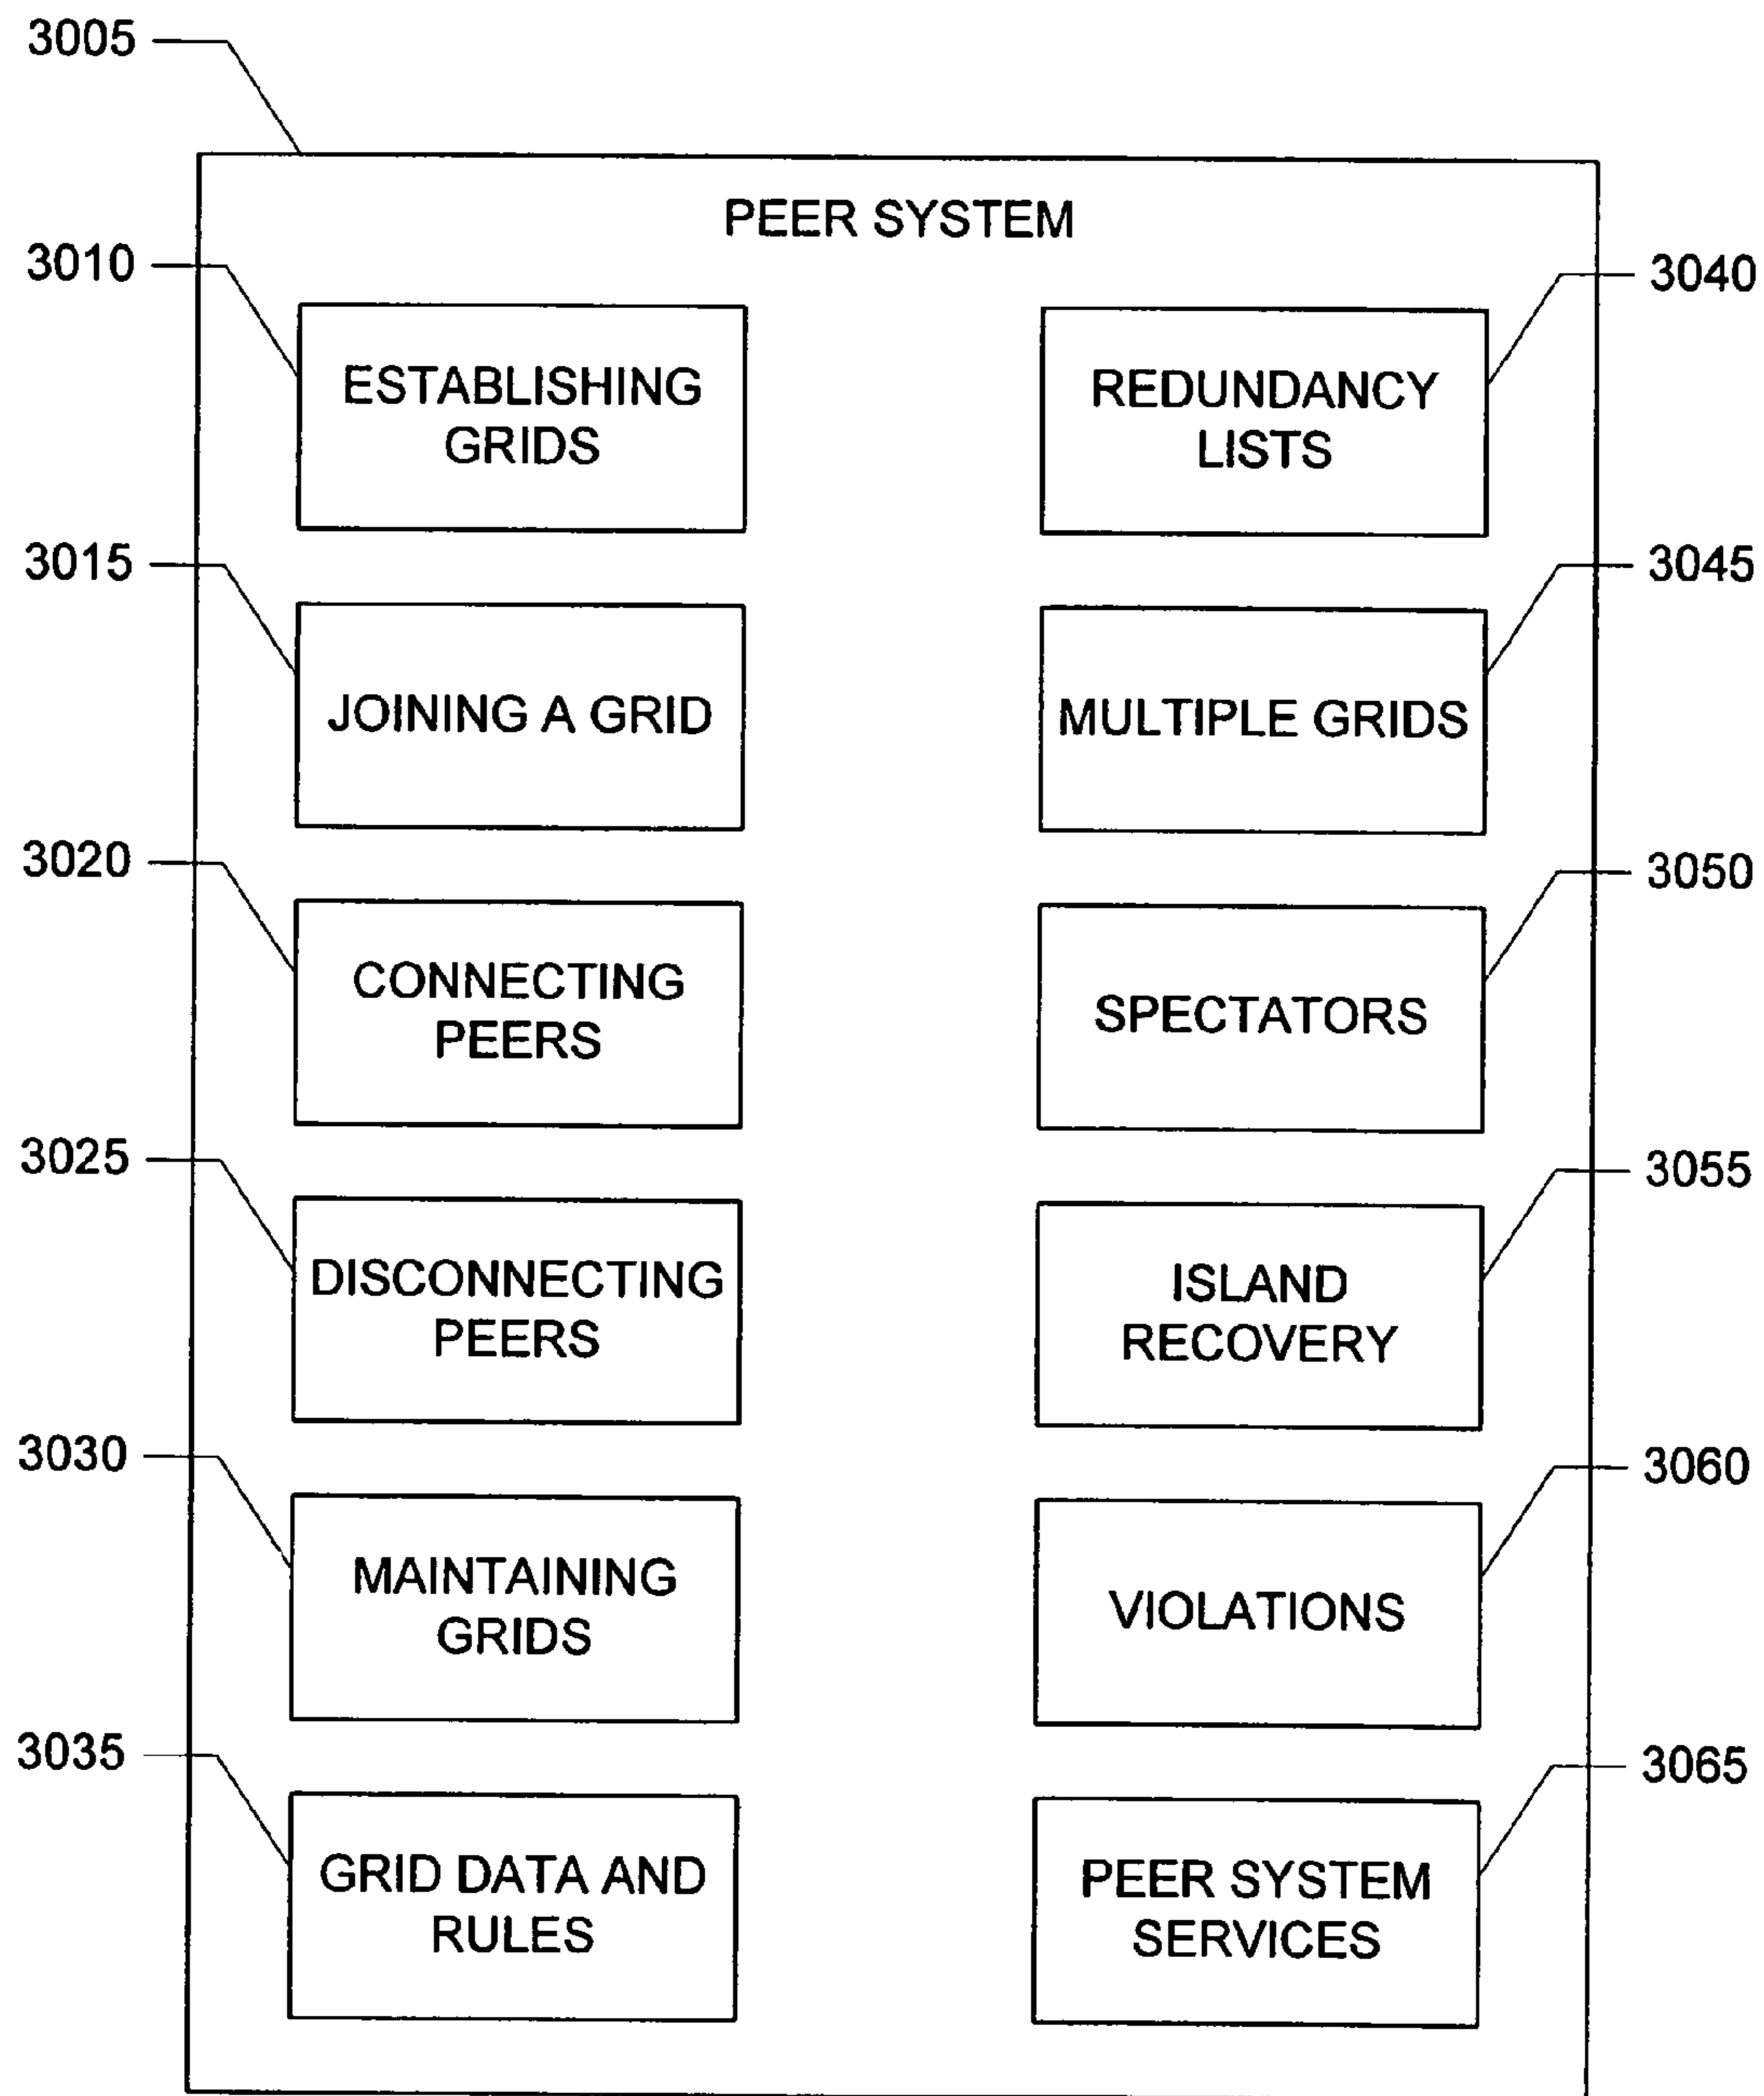 3005
PEER SYSTEM
3010
ESTABLISHING
GRIDS
3015
JOINING A GRID
3020
CONNECTING
PEERS
3025
DISCONNECTING
PEERS
3030
MAINTAINING
GRIDS
3035
GRID DATA AND
RULES
3040
REDUNDANCY
LISTS
3045
MULTIPLE GRIDS
3050
SPECTATORS
3055
ISLAND
RECOVERY
3060
VIOLATIONS
3065
PEER SYSTEM
SERVICES